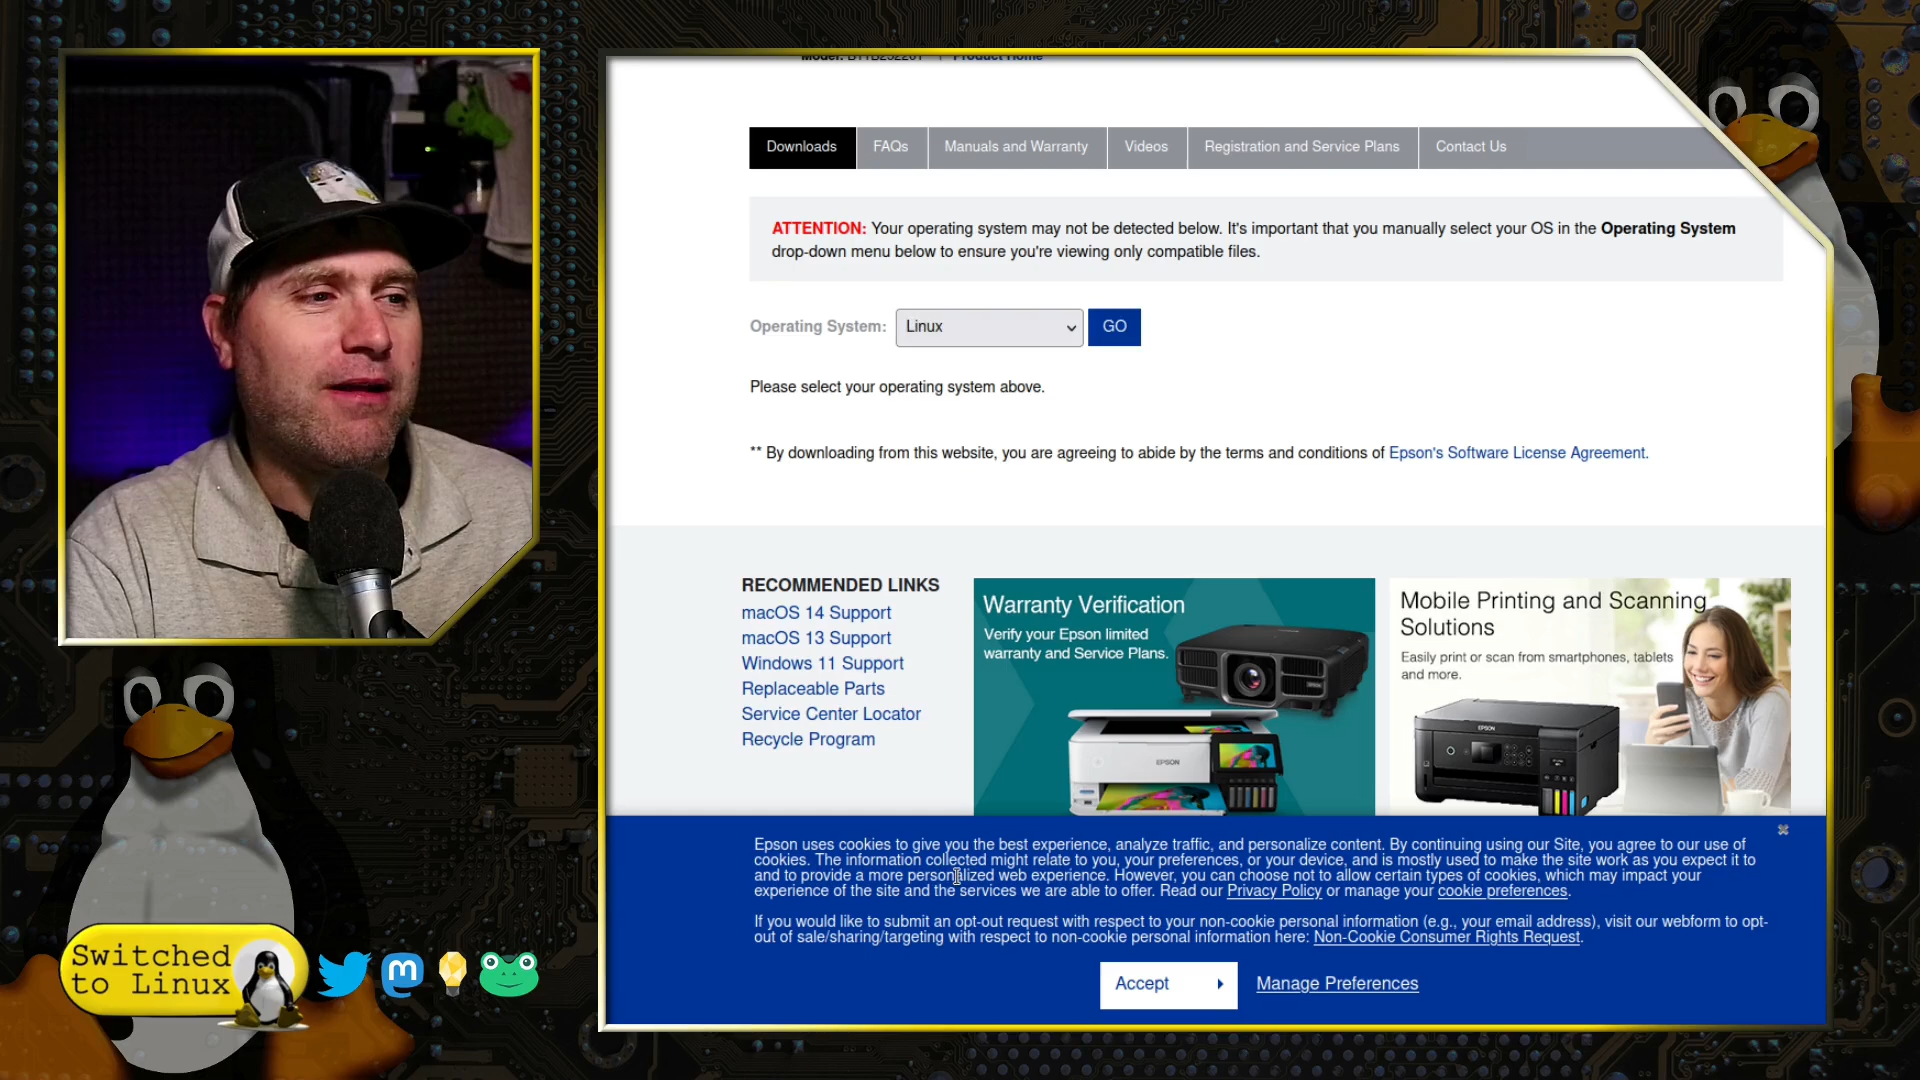 Model: B11B252201 | Product Home
Downloads
FAQs
Manuals and Warranty
Videos
Registration and Service Plans
Contact Us
ATTENTION: Your operating system may not be detected below. It's important that you manually select your OS in the Operating System
drop-down menu below to ensure you're viewing only compatible files.
Operating System:
Linux
GO
Please select your operating system above.
** By downloading from this website, you are agreeing to abide by the terms and conditions of Epson's Software License Agreement.
RECOMMENDED LINKS
macOS 14 Support
macOS 13 Support
Windows 11 Support
Replaceable Parts
Service Center Locator
Recycle Program
Warranty Verification
Verify your Epson limited
warranty and Service Plans.
EPSON
Mobile Printing and Scanning
Solutions
Easily print or scan from smartphones, tablets
and more.
EPSON
Epson uses cookies to give you the best experience, analyze traffic, and personalize content. By continuing using our Site, you agree to our use of
cookies. The information collected might relate to you, your preferences, or your device, and is mostly used to make the site work as you expect it to
and to provide a more personalized web experience. However, you can choose not to allow certain types of cookies, which may impact your
experience of the site and the services we are able to offer. Read our Privacy Policy or manage your cookie preferences.
If you would like to submit an opt-out request with respect to your non-cookie personal information (e.g., your email address), visit our webform to opt-
out of sale/sharing/targeting with respect to non-cookie personal information here: Non-Cookie Consumer Rights Request.
Accept
Manage Preferences
Switched
to Linux